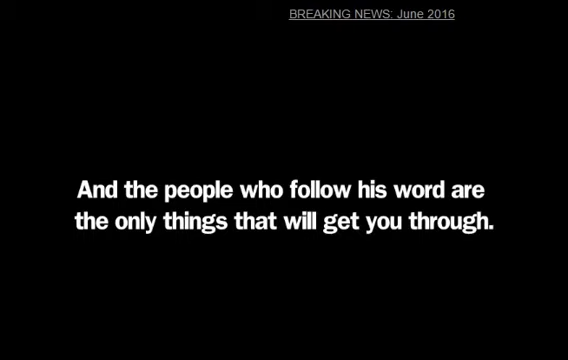 BREAKING NEWS: June 2016
And the people who follow his word are
the only things that will get you through.